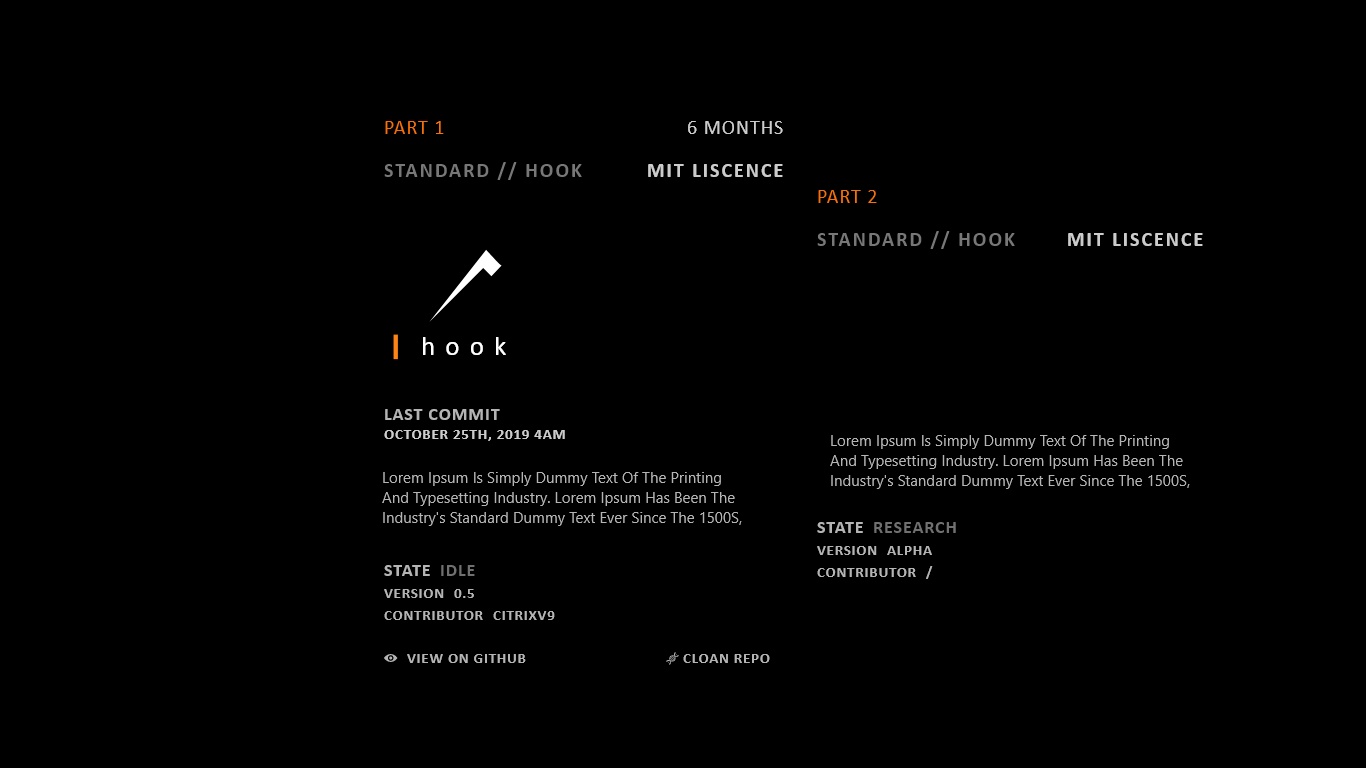 PART 1
6 MONTHS
STANDARD // HOOK
MIT LISCENCE
hook
LAST COMMIT
OCTOBER 25TH, 2019 4AM
Lorem Ipsum Is Simply Dummy Text Of The Printing
And Typesetting Industry. Lorem Ipsum Has Been The
Industry's Standard Dummy Text Ever Since The 1500S,
STATE IDLE
VERSION 0.5
CONTRIBUTOR CITRIXV9
VIEW ON GITHUB
CLOAN REPO
PART 2
STANDARD // HOOK
MIT LISCENCE
Lorem Ipsum Is Simply Dummy Text Of The Printing
And Typesetting Industry. Lorem Ipsum Has Been The
Industry's Standard Dummy Text Ever Since The 1500S,
STATE RESEARCH
VERSION ALPHA
CONTRIBUTOR /